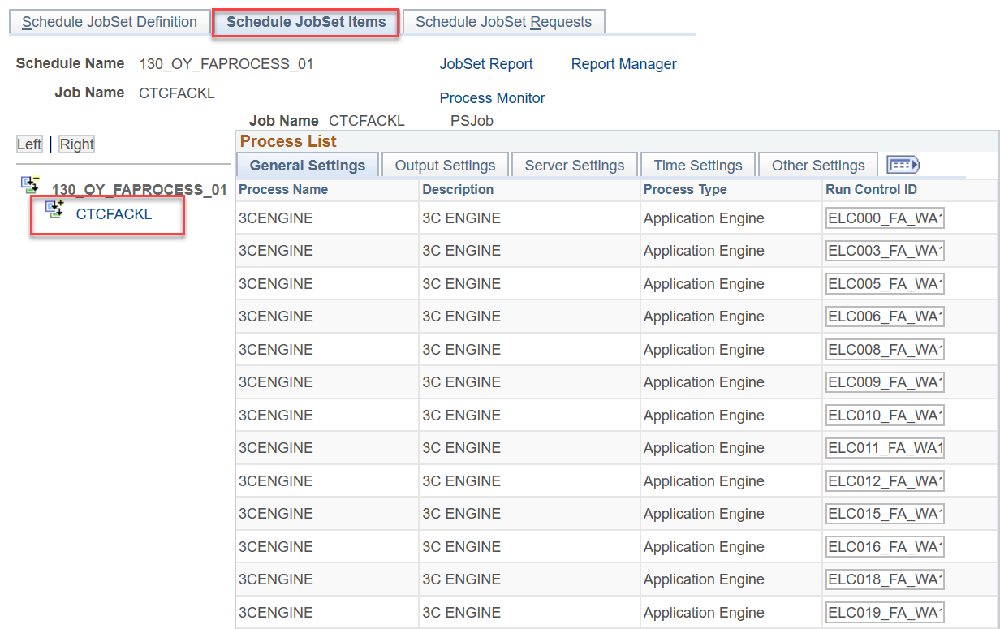 Schedule JobSet Definition Schedule JobSet Items Schedule JobSet Requests
Schedule Name 130_OY_FAPROCESS_01 JobSet Report Report Manager
Job Name CTCFACKL
Process Monitor
Job Name CTCFACKL PSJob
Left | Right
Process List
General Settings Output Settings Server Settings Time Settings Other Settings
130_OY_FAPROCESS_01
CTCFACKL
Process Name Description Process Type Run Control ID
3CENGINE 3C ENGINE Application Engine ELC000_FA_WA1
3CENGINE 3C ENGINE Application Engine ELC003_FA_WA1
3CENGINE 3C ENGINE Application Engine ELC005_FA_WA1
3CENGINE 3C ENGINE Application Engine ELC006_FA_WA1
3CENGINE 3C ENGINE Application Engine ELC008_FA_WA1
3CENGINE 3C ENGINE Application Engine ELC009_FA_WA1
3CENGINE 3C ENGINE Application Engine ELC010_FA_WA1
3CENGINE 3C ENGINE Application Engine ELC011_FA_WA1
3CENGINE 3C ENGINE Application Engine ELC012_FA_WA1
3CENGINE 3C ENGINE Application Engine ELC015_FA_WA1
3CENGINE 3C ENGINE Application Engine ELC016_FA_WA1
3CENGINE 3C ENGINE Application Engine ELC018_FA_WA1
3CENGINE 3C ENGINE Application Engine ELC019_FA_WA1